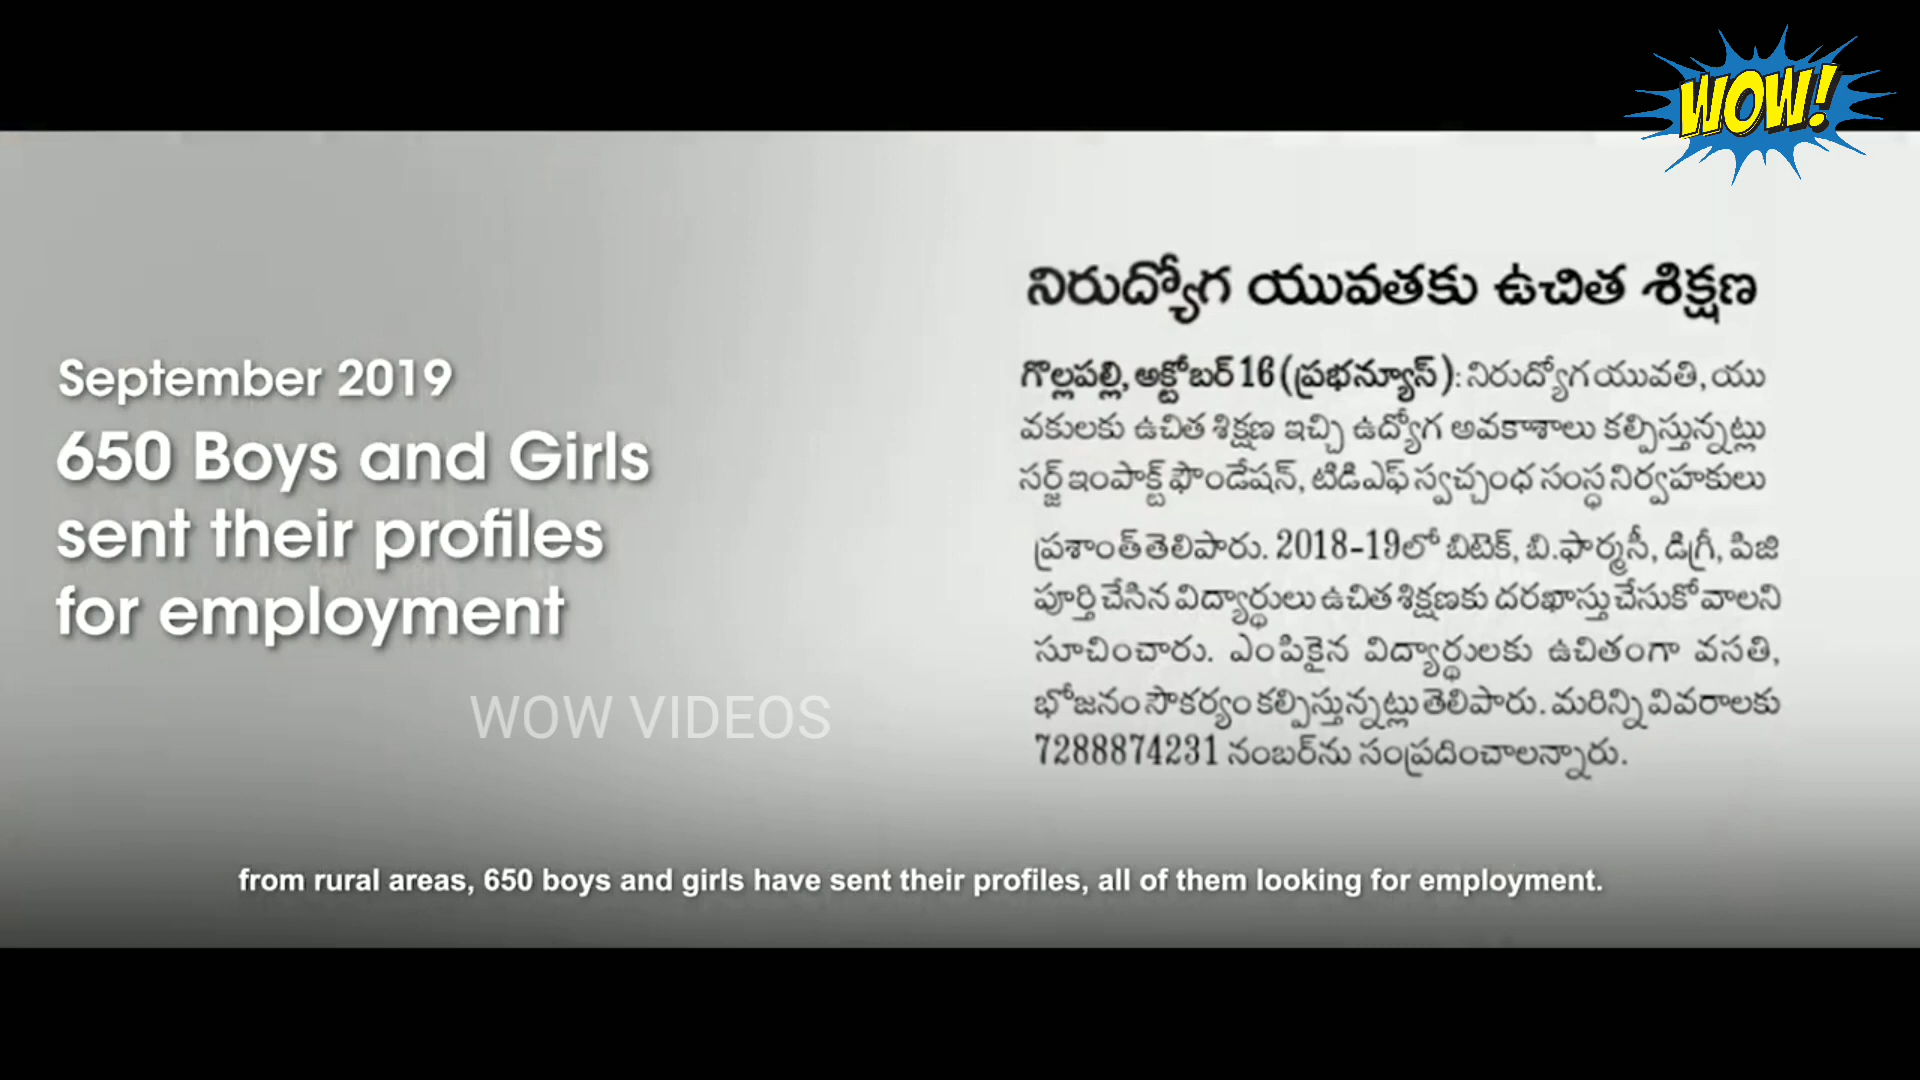 WOW!
September 2019
650 Boys and Girls
sent their profiles
for employment
నిరుద్యోగ యువతకు ఉచిత శిక్షణ
గొల్లపల్లి, అక్టోబర్ 16 (ప్రభన్యూస్): నిరుద్యోగ యువతి, యు
వకులకు ఉచిత శిక్షణ ఇచ్చి ఉద్యోగ అవకాశాలు కల్పిస్తున్నట్లు
సర్జ్ ఇంపాక్ట్ ఫౌండేషన్, టిడిఎఫ్ స్వచ్చంధ సంస్థ నిర్వహకులు
ప్రశాంత్ తెలిపారు. 2018-19లో బిటెక్, బి.ఫార్మసీ, డిగ్రీ, పిజి
పూర్తి చేసిన విద్యార్థులు ఉచిత శిక్షణకు దరఖాస్తు చేసుకో వాలని
సూచించారు. ఎంపికైన విద్యార్థులకు ఉచితంగా వసతి,
భోజనం సౌకర్యం కల్పిస్తున్నట్లు తెలిపారు. మరిన్ని వివరాలకు
7288874231 నంబర్‌ను సంప్రదించాలన్నారు.
WOW VIDEOS
from rural areas, 650 boys and girls have sent their profiles, all of them looking for employment.